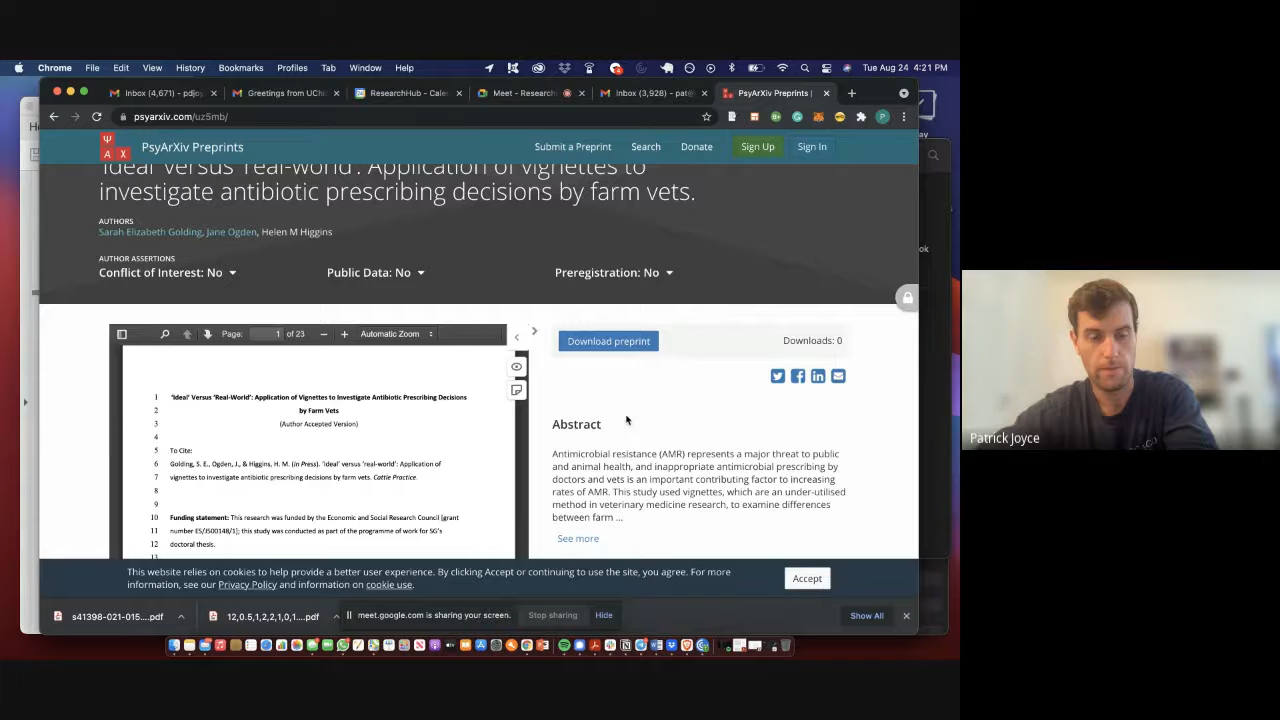 Chrome File Edit View History Bookmarks Profiles Tab Window Help Tue Aug 24 4:21 PM
Inbox (4,671) - pdjoy
Greetings from UChi
ResearchHub - Cale
Meet - Research
Inbox (3,928) - pat@
PsyArXiv Preprints |
psyarxiv.com/uz5mb/
PsyArXiv Preprints
Submit a Preprint Search Donate Sign Up Sign In
'Ideal' versus 'real-world': Application of vignettes to
investigate antibiotic prescribing decisions by farm vets.
AUTHORS
Sarah Elizabeth Golding, Jane Ogden, Helen M Higgins
AUTHOR ASSERTIONS
Conflict of Interest: No Public Data: No Preregistration: No
Page: 1 of 23 Automatic Zoom
1 'Ideal' Versus 'Real-World': Application of Vignettes to Investigate Antibiotic Prescribing Decisions
2 by Farm Vets
3 (Author Accepted Version)
4
5 To Cite:
6 Golding, S. E., Ogden, J., & Higgins, H. M. (In Press). 'Ideal' versus 'real-world': Application of
7 vignettes to investigate antibiotic prescribing decisions by farm vets. Cattle Practice.
8
9
10 Funding statement: This research was funded by the Economic and Social Research Council [grant
11 number ES/J500148/1]; this study was conducted as part of the programme of work for SG's
12 doctoral thesis.
13
Download preprint Downloads: 0
Abstract
Antimicrobial resistance (AMR) represents a major threat to public
and animal health, and inappropriate antimicrobial prescribing by
doctors and vets is an important contributing factor to increasing
rates of AMR. This study used vignettes, which are an under-utilised
method in veterinary medicine research, to examine differences
between farm ...
See more
This website relies on cookies to help provide a better user experience. By clicking Accept or continuing to use the site, you agree. For more
information, see our Privacy Policy and information on cookie use.
Accept
s41398-021-015....pdf
12,0.5,1,2,2,1,0,1....pdf
meet.google.com is sharing your screen. Stop sharing Hide
Show All
Patrick Joyce